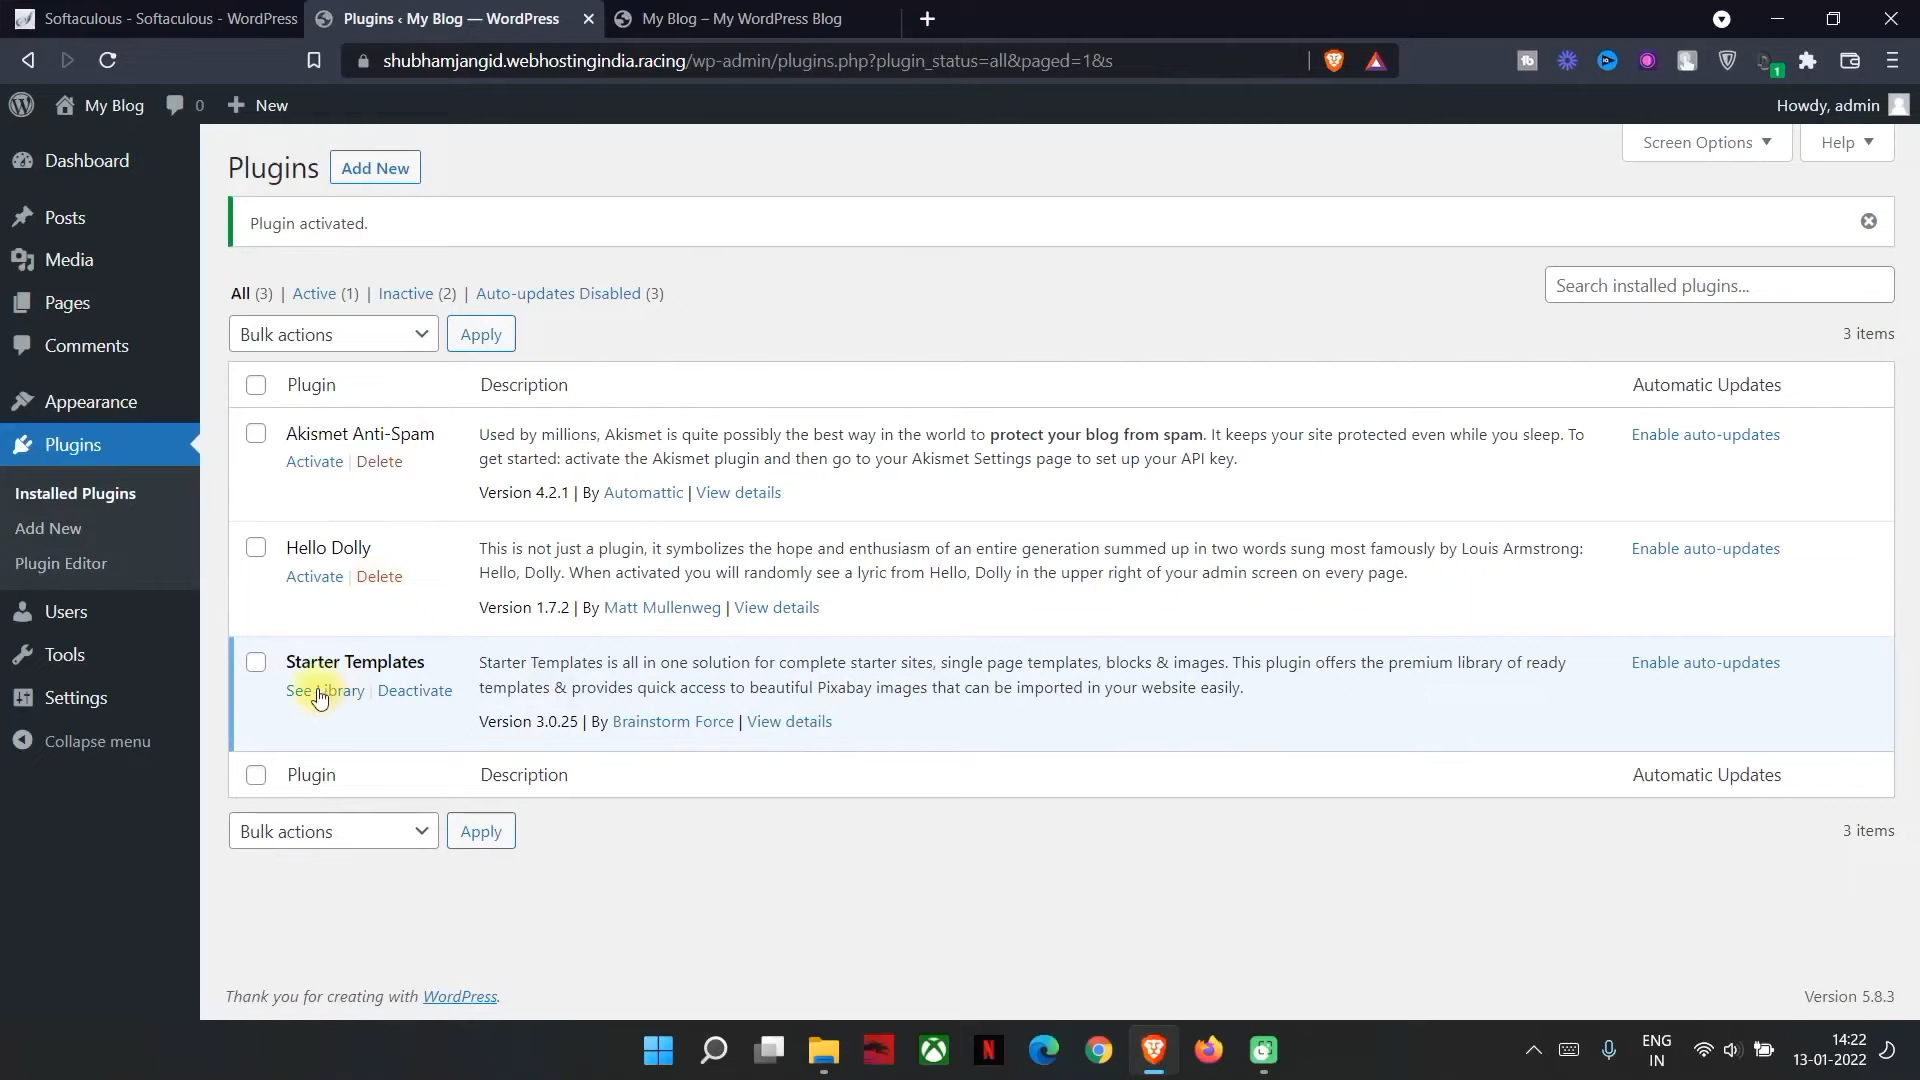 Softaculous - Softaculous - WordPress
Plugins ‹ My Blog — WordPress
My Blog – My WordPress Blog
shubhamjangid.webhostingindia.racing/wp-admin/plugins.php?plugin_status=all&paged=1&s
1
My Blog
0
New
Howdy, admin
Screen Options
Help
Dashboard
Posts
Media
Pages
Comments
Appearance
Plugins
Installed Plugins
Add New
Plugin Editor
Users
Tools
Settings
Collapse menu
Plugins
Add New
Plugin activated.
All (3) | Active (1) | Inactive (2) | Auto-updates Disabled (3)
Search installed plugins...
Bulk actions
Apply
3 items
Plugin
Description
Automatic Updates
Akismet Anti-Spam
Activate | Delete
Used by millions, Akismet is quite possibly the best way in the world to protect your blog from spam. It keeps your site protected even while you sleep. To
get started: activate the Akismet plugin and then go to your Akismet Settings page to set up your API key.
Version 4.2.1 | By Automattic | View details
Enable auto-updates
Hello Dolly
Activate | Delete
This is not just a plugin, it symbolizes the hope and enthusiasm of an entire generation summed up in two words sung most famously by Louis Armstrong:
Hello, Dolly. When activated you will randomly see a lyric from Hello, Dolly in the upper right of your admin screen on every page.
Version 1.7.2 | By Matt Mullenweg | View details
Enable auto-updates
Starter Templates
See Library | Deactivate
Starter Templates is all in one solution for complete starter sites, single page templates, blocks & images. This plugin offers the premium library of ready
templates & provides quick access to beautiful Pixabay images that can be imported in your website easily.
Version 3.0.25 | By Brainstorm Force | View details
Enable auto-updates
Plugin
Description
Automatic Updates
Bulk actions
Apply
3 items
Thank you for creating with WordPress.
Version 5.8.3
ENG
IN
14:22
13-01-2022